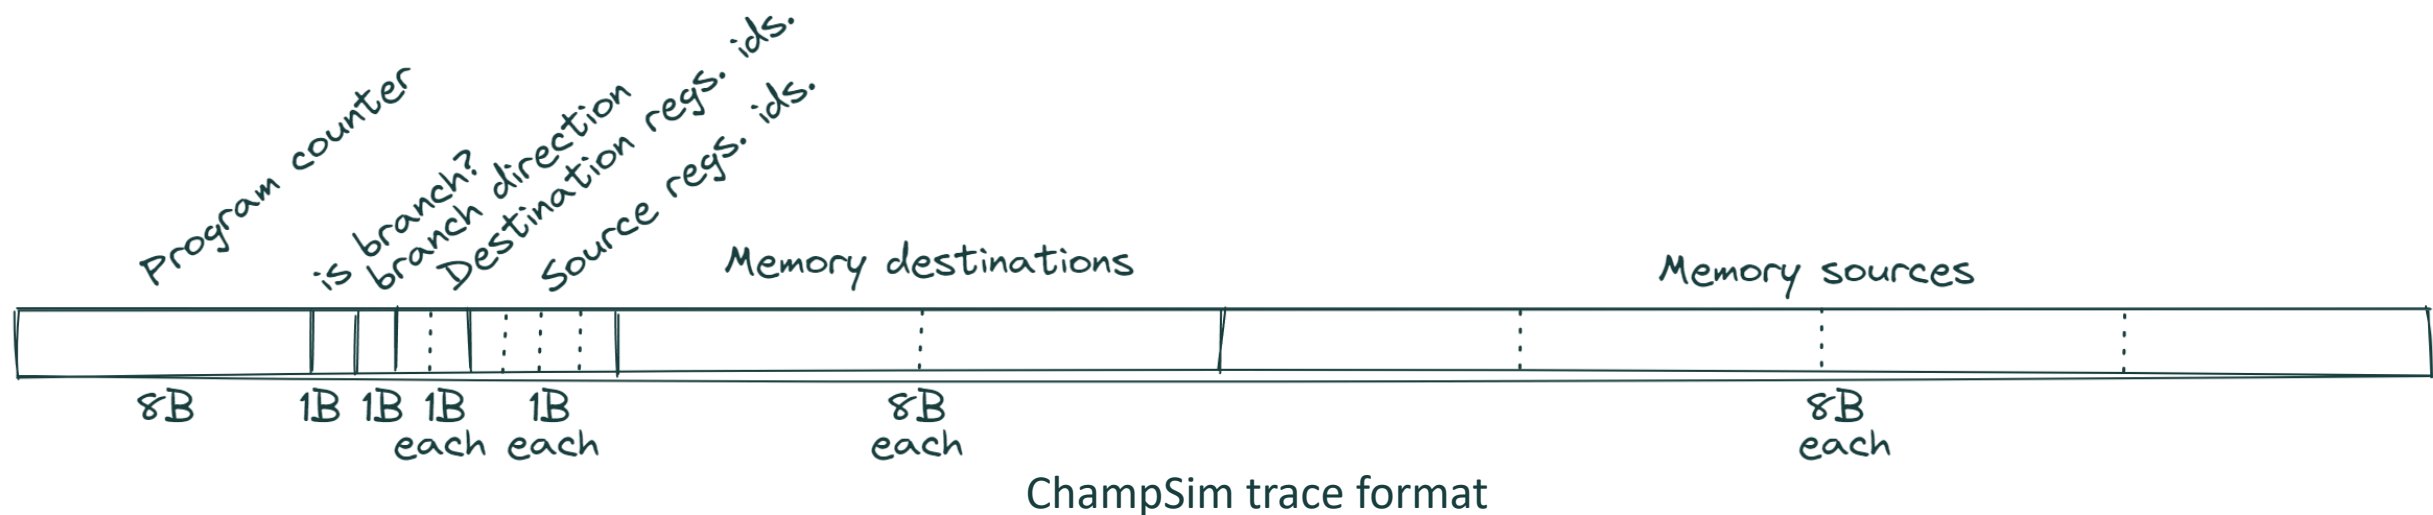 Program counter
is branch?
branch direction
Destination regs. ids.
Source regs. ids.
Memory destinations
Memory sources
8B
1B
1B
1B
each
1B
each
8B
each
8B
each
ChampSim trace format